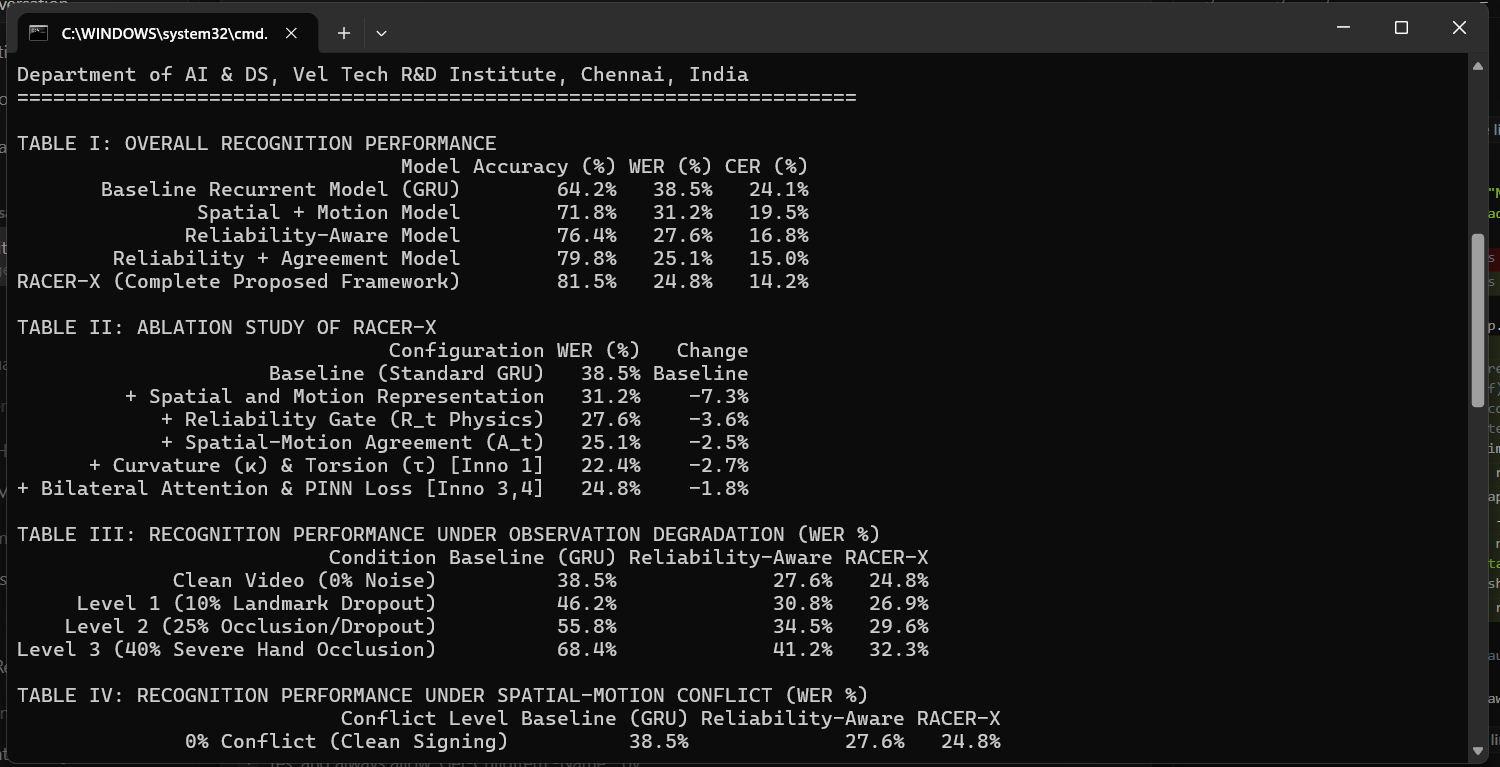 C:\WINDOWS\system32\cmd.
Department of AI & DS, Vel Tech R&D Institute, Chennai, India
======================================================================
TABLE I: OVERALL RECOGNITION PERFORMANCE
Model Accuracy (%) WER (%) CER (%)
Baseline Recurrent Model (GRU) 64.2% 38.5% 24.1%
Spatial + Motion Model 71.8% 31.2% 19.5%
Reliability-Aware Model 76.4% 27.6% 16.8%
Reliability + Agreement Model 79.8% 25.1% 15.0%
RACER-X (Complete Proposed Framework) 81.5% 24.8% 14.2%
TABLE II: ABLATION STUDY OF RACER-X
Configuration WER (%) Change
Baseline (Standard GRU) 38.5% Baseline
+ Spatial and Motion Representation 31.2% -7.3%
+ Reliability Gate (R_t Physics) 27.6% -3.6%
+ Spatial-Motion Agreement (A_t) 25.1% -2.5%
+ Curvature (κ) & Torsion (τ) [Inno 1] 22.4% -2.7%
+ Bilateral Attention & PINN Loss [Inno 3,4] 24.8% -1.8%
TABLE III: RECOGNITION PERFORMANCE UNDER OBSERVATION DEGRADATION (WER %)
Condition Baseline (GRU) Reliability-Aware RACER-X
Clean Video (0% Noise) 38.5% 27.6% 24.8%
Level 1 (10% Landmark Dropout) 46.2% 30.8% 26.9%
Level 2 (25% Occlusion/Dropout) 55.8% 34.5% 29.6%
Level 3 (40% Severe Hand Occlusion) 68.4% 41.2% 32.3%
TABLE IV: RECOGNITION PERFORMANCE UNDER SPATIAL-MOTION CONFLICT (WER %)
Conflict Level Baseline (GRU) Reliability-Aware RACER-X
0% Conflict (Clean Signing) 38.5% 27.6% 24.8%